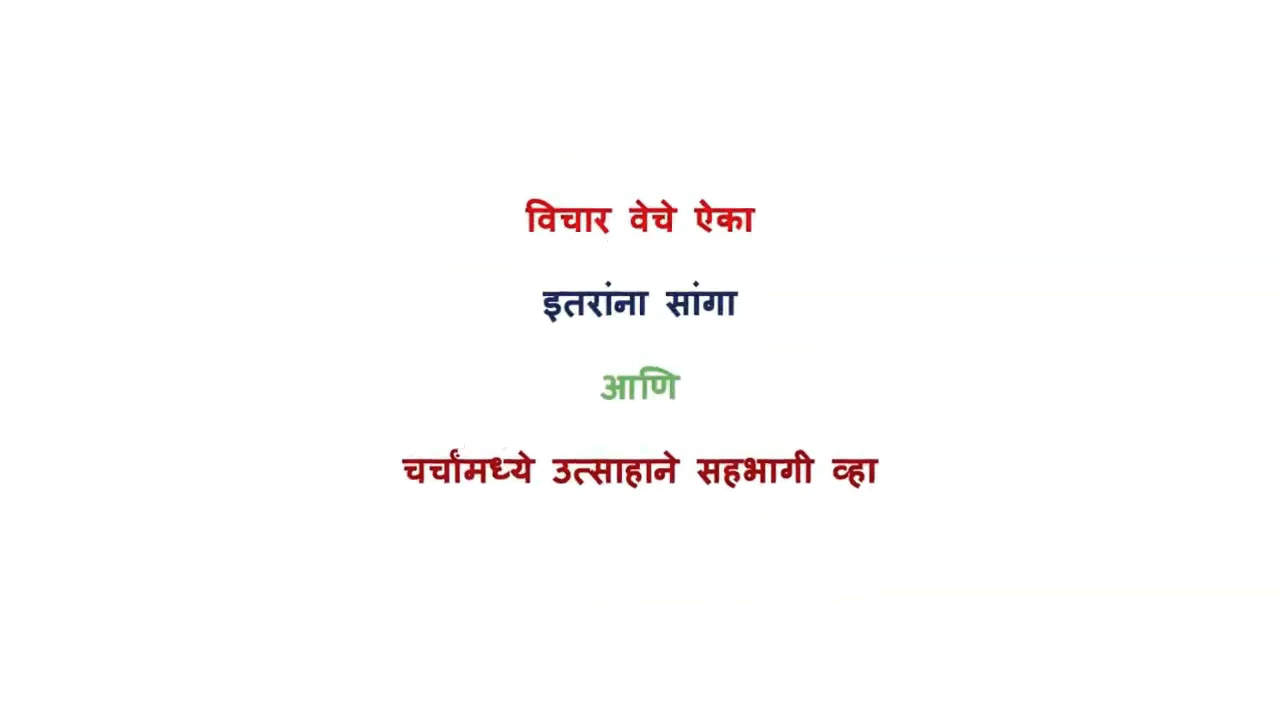 विचार वेचे ऐका
इतरांना सांगा
आणि
चर्चांमध्ये उत्साहाने सहभागी व्हा